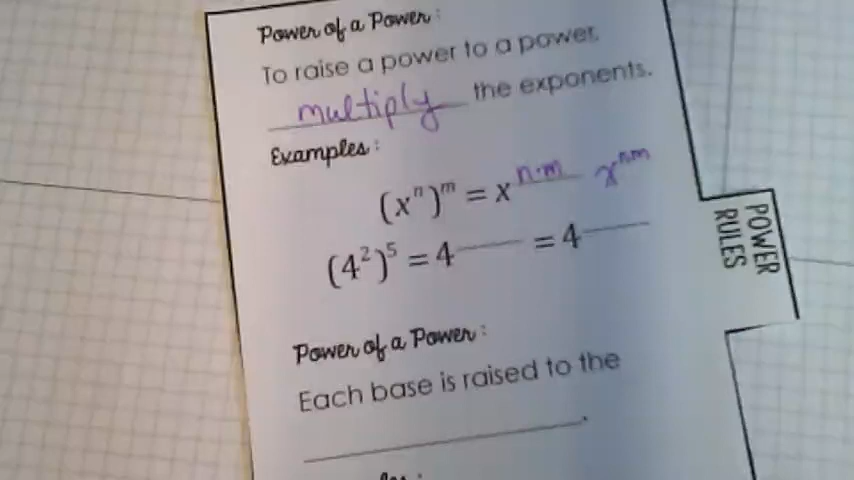 Power of a Power:
To raise a power to a power,
multiply the exponents.
Examples:
(xⁿ)ᵐ = x^n·m x^nm
(4²)⁵ = 4 = 4
POWER
RULES
Power of a Power:
Each base is raised to the
.